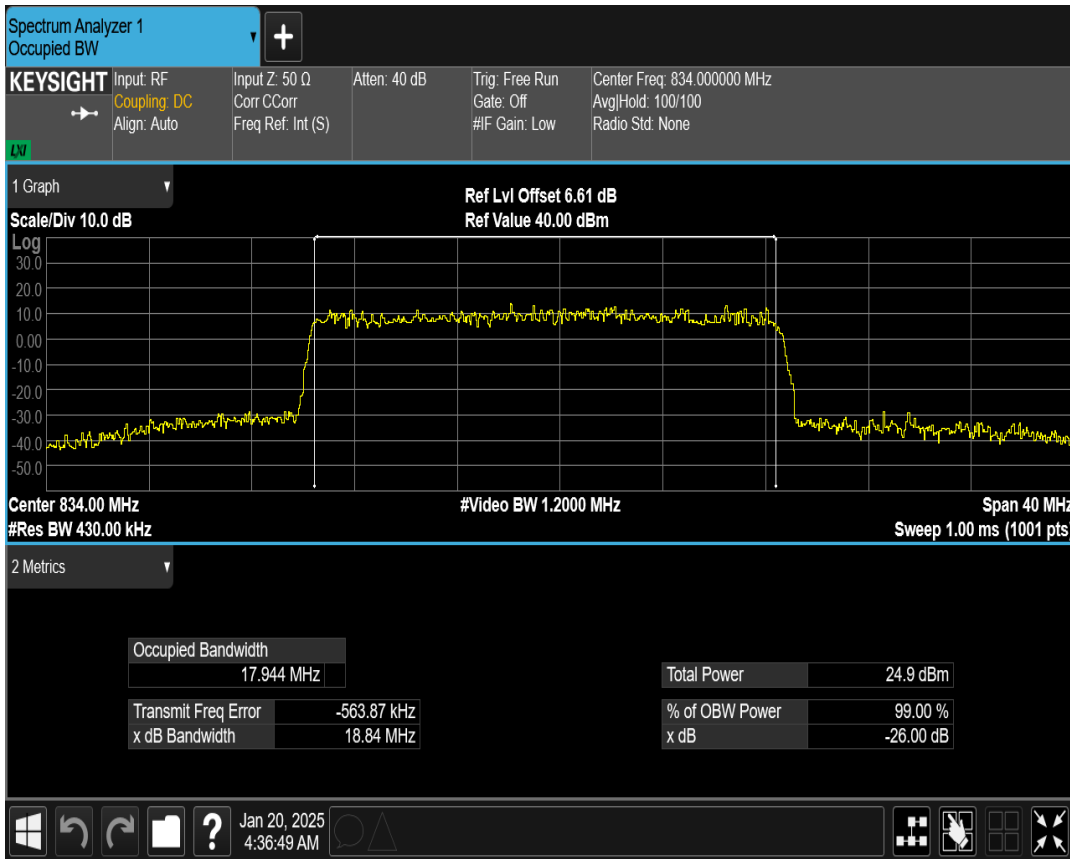 Spectrum Analyzer 1
Occupied BW
+
KEYSIGHT
LXI
Input: RF
Coupling: DC
Align: Auto
Input Z: 50 Ω
Corr CCorr
Freq Ref: Int (S)
Atten: 40 dB
Trig: Free Run
Gate: Off
#IF Gain: Low
Center Freq: 834.000000 MHz
Avg|Hold: 100/100
Radio Std: None
1 Graph
Scale/Div 10.0 dB
Ref Lvl Offset 6.61 dB
Ref Value 40.00 dBm
Log
30.0
20.0
10.0
0.00
-10.0
-20.0
-30.0
-40.0
-50.0
Center 834.00 MHz
#Video BW 1.2000 MHz
Span 40 MHz
#Res BW 430.00 kHz
Sweep 1.00 ms (1001 pts)
2 Metrics
Occupied Bandwidth
17.944 MHz
Total Power 24.9 dBm
Transmit Freq Error -563.87 kHz
% of OBW Power 99.00 %
x dB Bandwidth 18.84 MHz
x dB -26.00 dB
?
Jan 20, 2025
4:36:49 AM